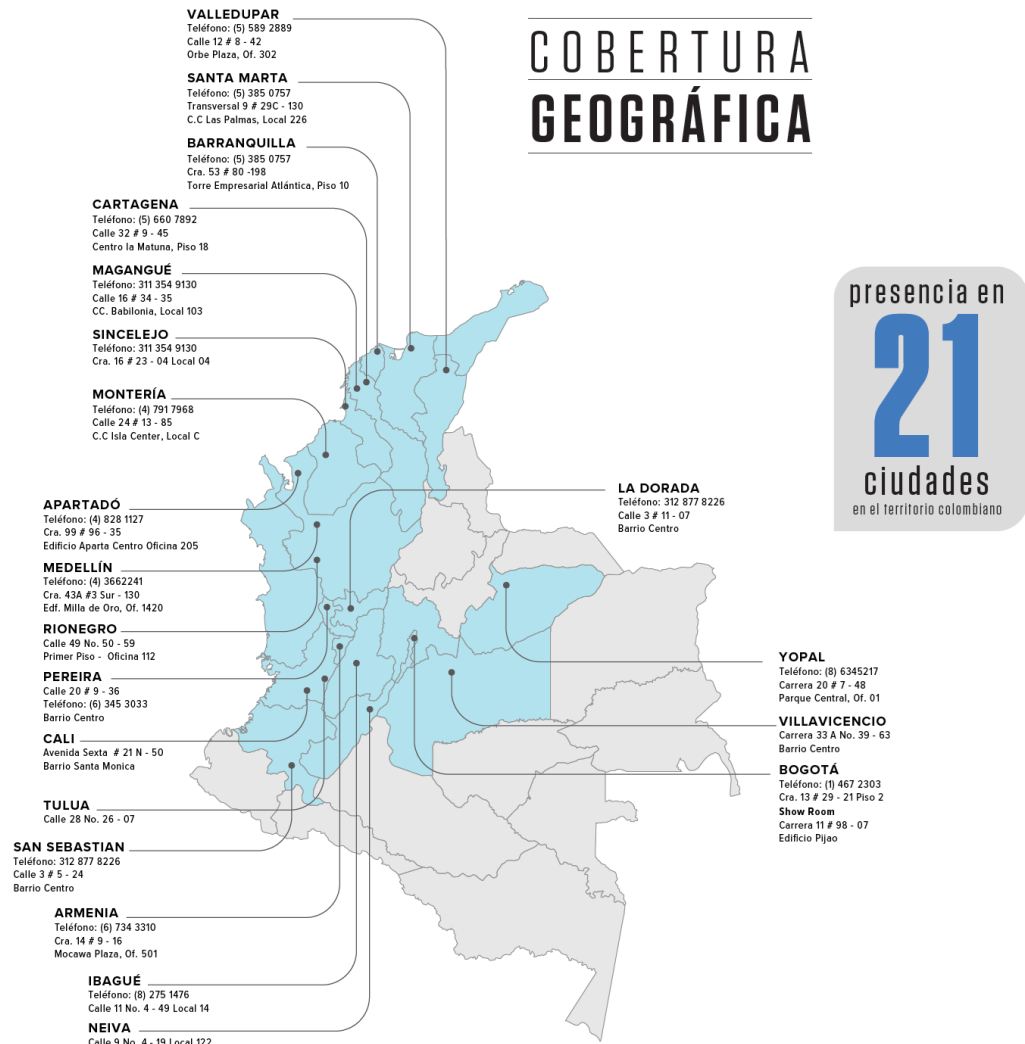 COBERTURA
GEOGRÁFICA
VALLEDUPAR
Teléfono: (5) 589 2889
Calle 12 # 8 - 42
Orbe Plaza, Of. 302
SANTA MARTA
Teléfono: (5) 385 0757
Transversal 9 # 29C - 130
C.C Las Palmas, Local 226
BARRANQUILLA
Teléfono: (5) 385 0757
Cra. 53 # 80 -198
Torre Empresarial Atlántica, Piso 10
CARTAGENA
Teléfono: (5) 660 7892
Calle 32 # 9 - 45
Centro la Matuna, Piso 18
MAGANGUÉ
Teléfono: 311 354 9130
Calle 16 # 34 - 35
CC. Babilonia, Local 103
SINCELEJO
Teléfono: 311 354 9130
Cra. 16 # 23 - 04 Local 04
MONTERÍA
Teléfono: (4) 791 7968
Calle 24 # 13 - 85
C.C Isla Center, Local C
APARTADÓ
Teléfono: (4) 828 1127
Cra. 99 # 96 - 35
Edificio Aparta Centro Oficina 205
MEDELLÍN
Teléfono: (4) 3662241
Cra. 43A #3 Sur - 130
Edf. Milla de Oro, Of. 1420
RIONEGRO
Calle 49 No. 50 - 59
Primer Piso - Oficina 112
PEREIRA
Calle 20 # 9 - 36
Teléfono: (6) 345 3033
Barrio Centro
CALI
Avenida Sexta # 21 N - 50
Barrio Santa Monica
TULUA
Calle 28 No. 26 - 07
SAN SEBASTIAN
Teléfono: 312 877 8226
Calle 3 # 5 - 24
Barrio Centro
ARMENIA
Teléfono: (6) 734 3310
Cra. 14 # 9 - 16
Mocawa Plaza, Of. 501
IBAGUÉ
Teléfono: (8) 275 1476
Calle 11 No. 4 - 49 Local 14
NEIVA
Calle 9 No. 4 - 19 Local 122
LA DORADA
Teléfono: 312 877 8226
Calle 3 # 11 - 07
Barrio Centro
YOPAL
Teléfono: (8) 6345217
Carrera 20 # 7 - 48
Parque Central, Of. 01
VILLAVICENCIO
Carrera 33 A No. 39 - 63
Barrio Centro
BOGOTÁ
Teléfono: (1) 467 2303
Cra. 13 # 29 - 21 Piso 2
Show Room
Carrera 11 # 98 - 07
Edificio Pijao
presencia en
21
ciudades
en el territorio colombiano